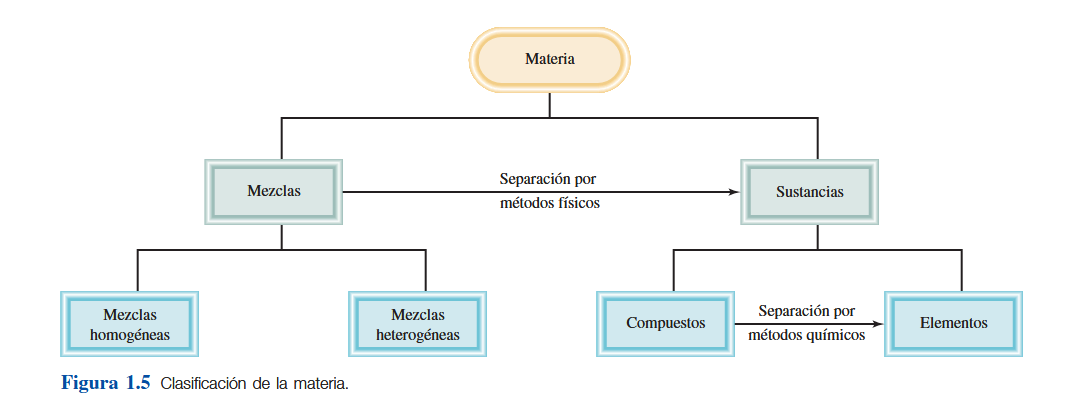 Materia
Mezclas
Separación por
métodos físicos
Sustancias
Mezclas
homogéneas
Mezclas
heterogéneas
Compuestos
Separación por
métodos químicos
Elementos
Figura 1.5 Clasificación de la materia.